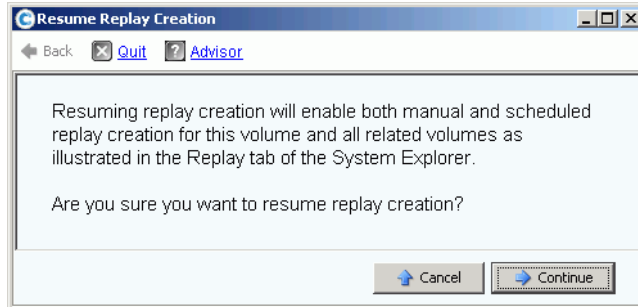 Resume Replay Creation
Back Quit ? Advisor
Resuming replay creation will enable both manual and scheduled
replay creation for this volume and all related volumes as
illustrated in the Replay tab of the System Explorer.
Are you sure you want to resume replay creation?
Cancel Continue